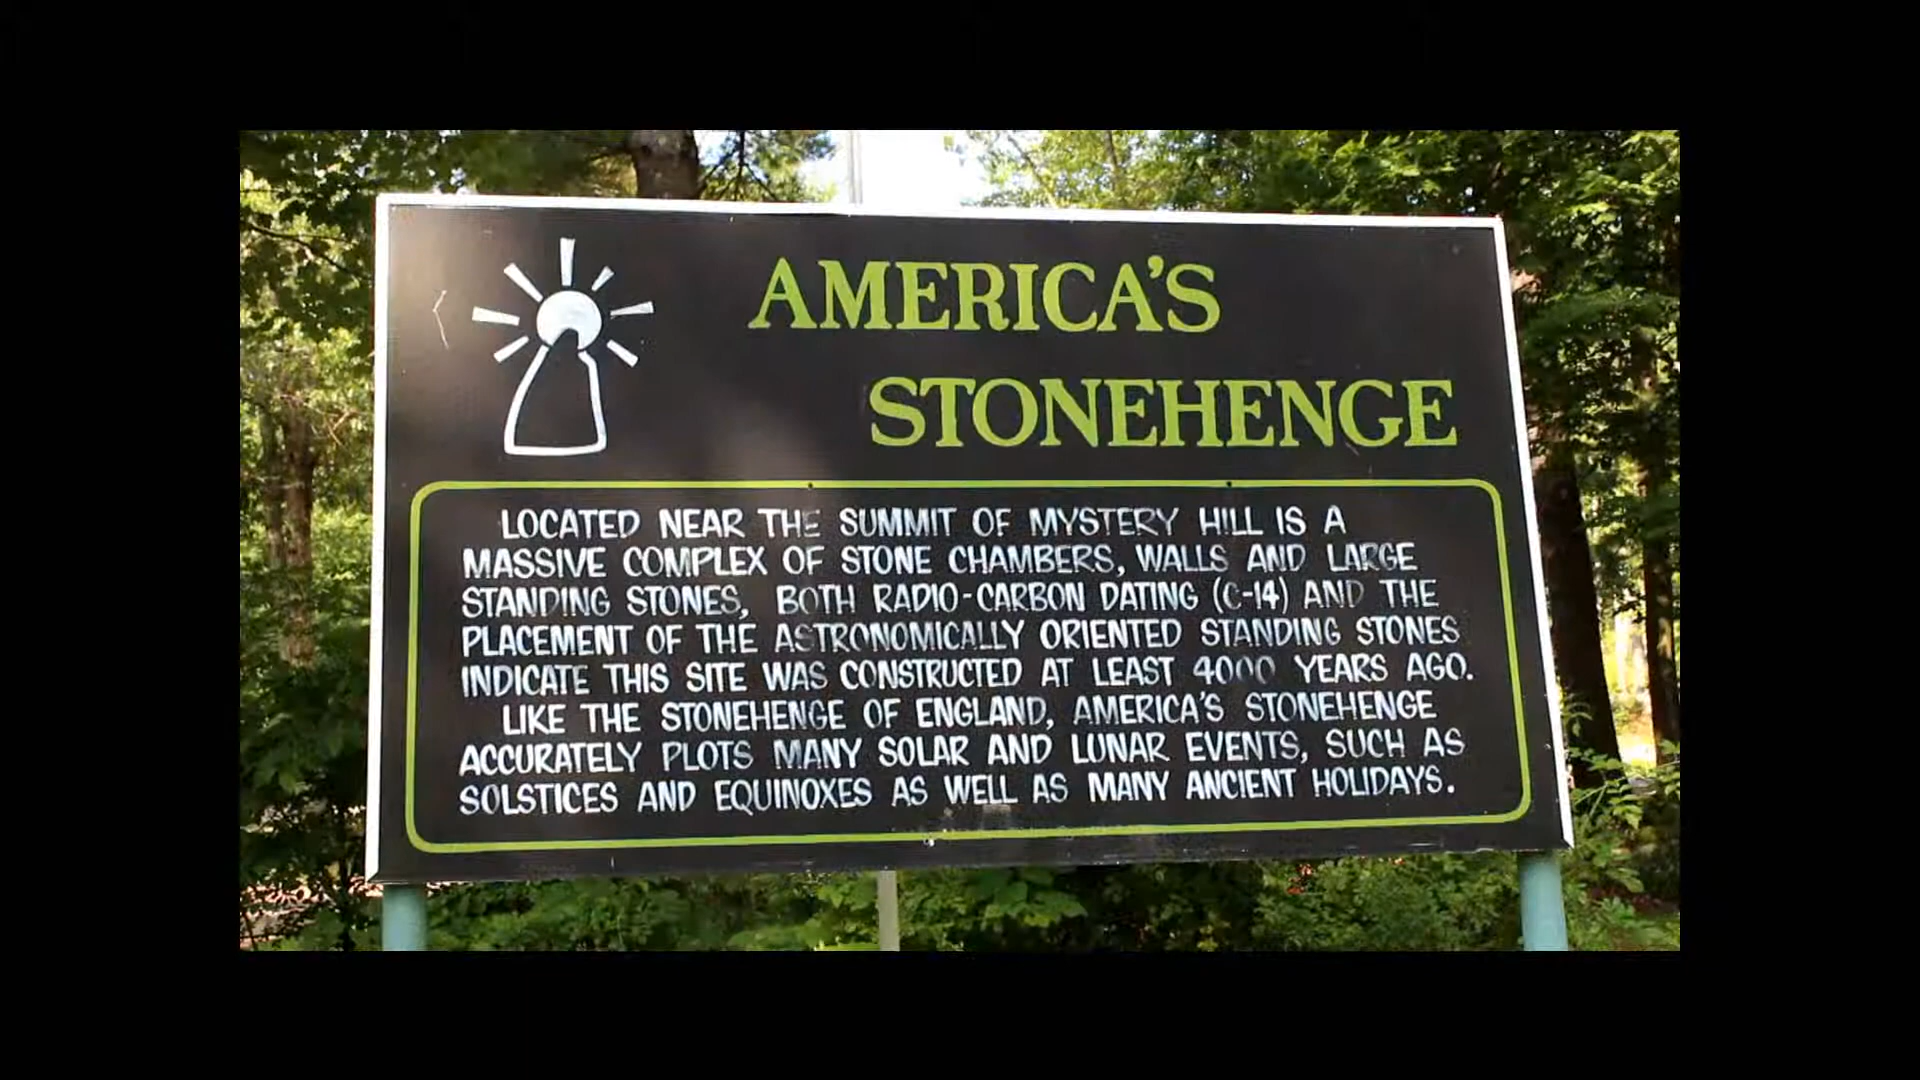 AMERICA'S
STONEHENGE
LOCATED NEAR THE SUMMIT OF MYSTERY HILL IS A
MASSIVE COMPLEX OF STONE CHAMBERS, WALLS AND LARGE
STANDING STONES, BOTH RADIO-CARBON DATING (C-14) AND THE
PLACEMENT OF THE ASTRONOMICALLY ORIENTED STANDING STONES
INDICATE THIS SITE WAS CONSTRUCTED AT LEAST 4000 YEARS AGO.
LIKE THE STONEHENGE OF ENGLAND, AMERICA'S STONEHENGE
ACCURATELY PLOTS MANY SOLAR AND LUNAR EVENTS, SUCH AS
SOLSTICES AND EQUINOXES AS WELL AS MANY ANCIENT HOLIDAYS.